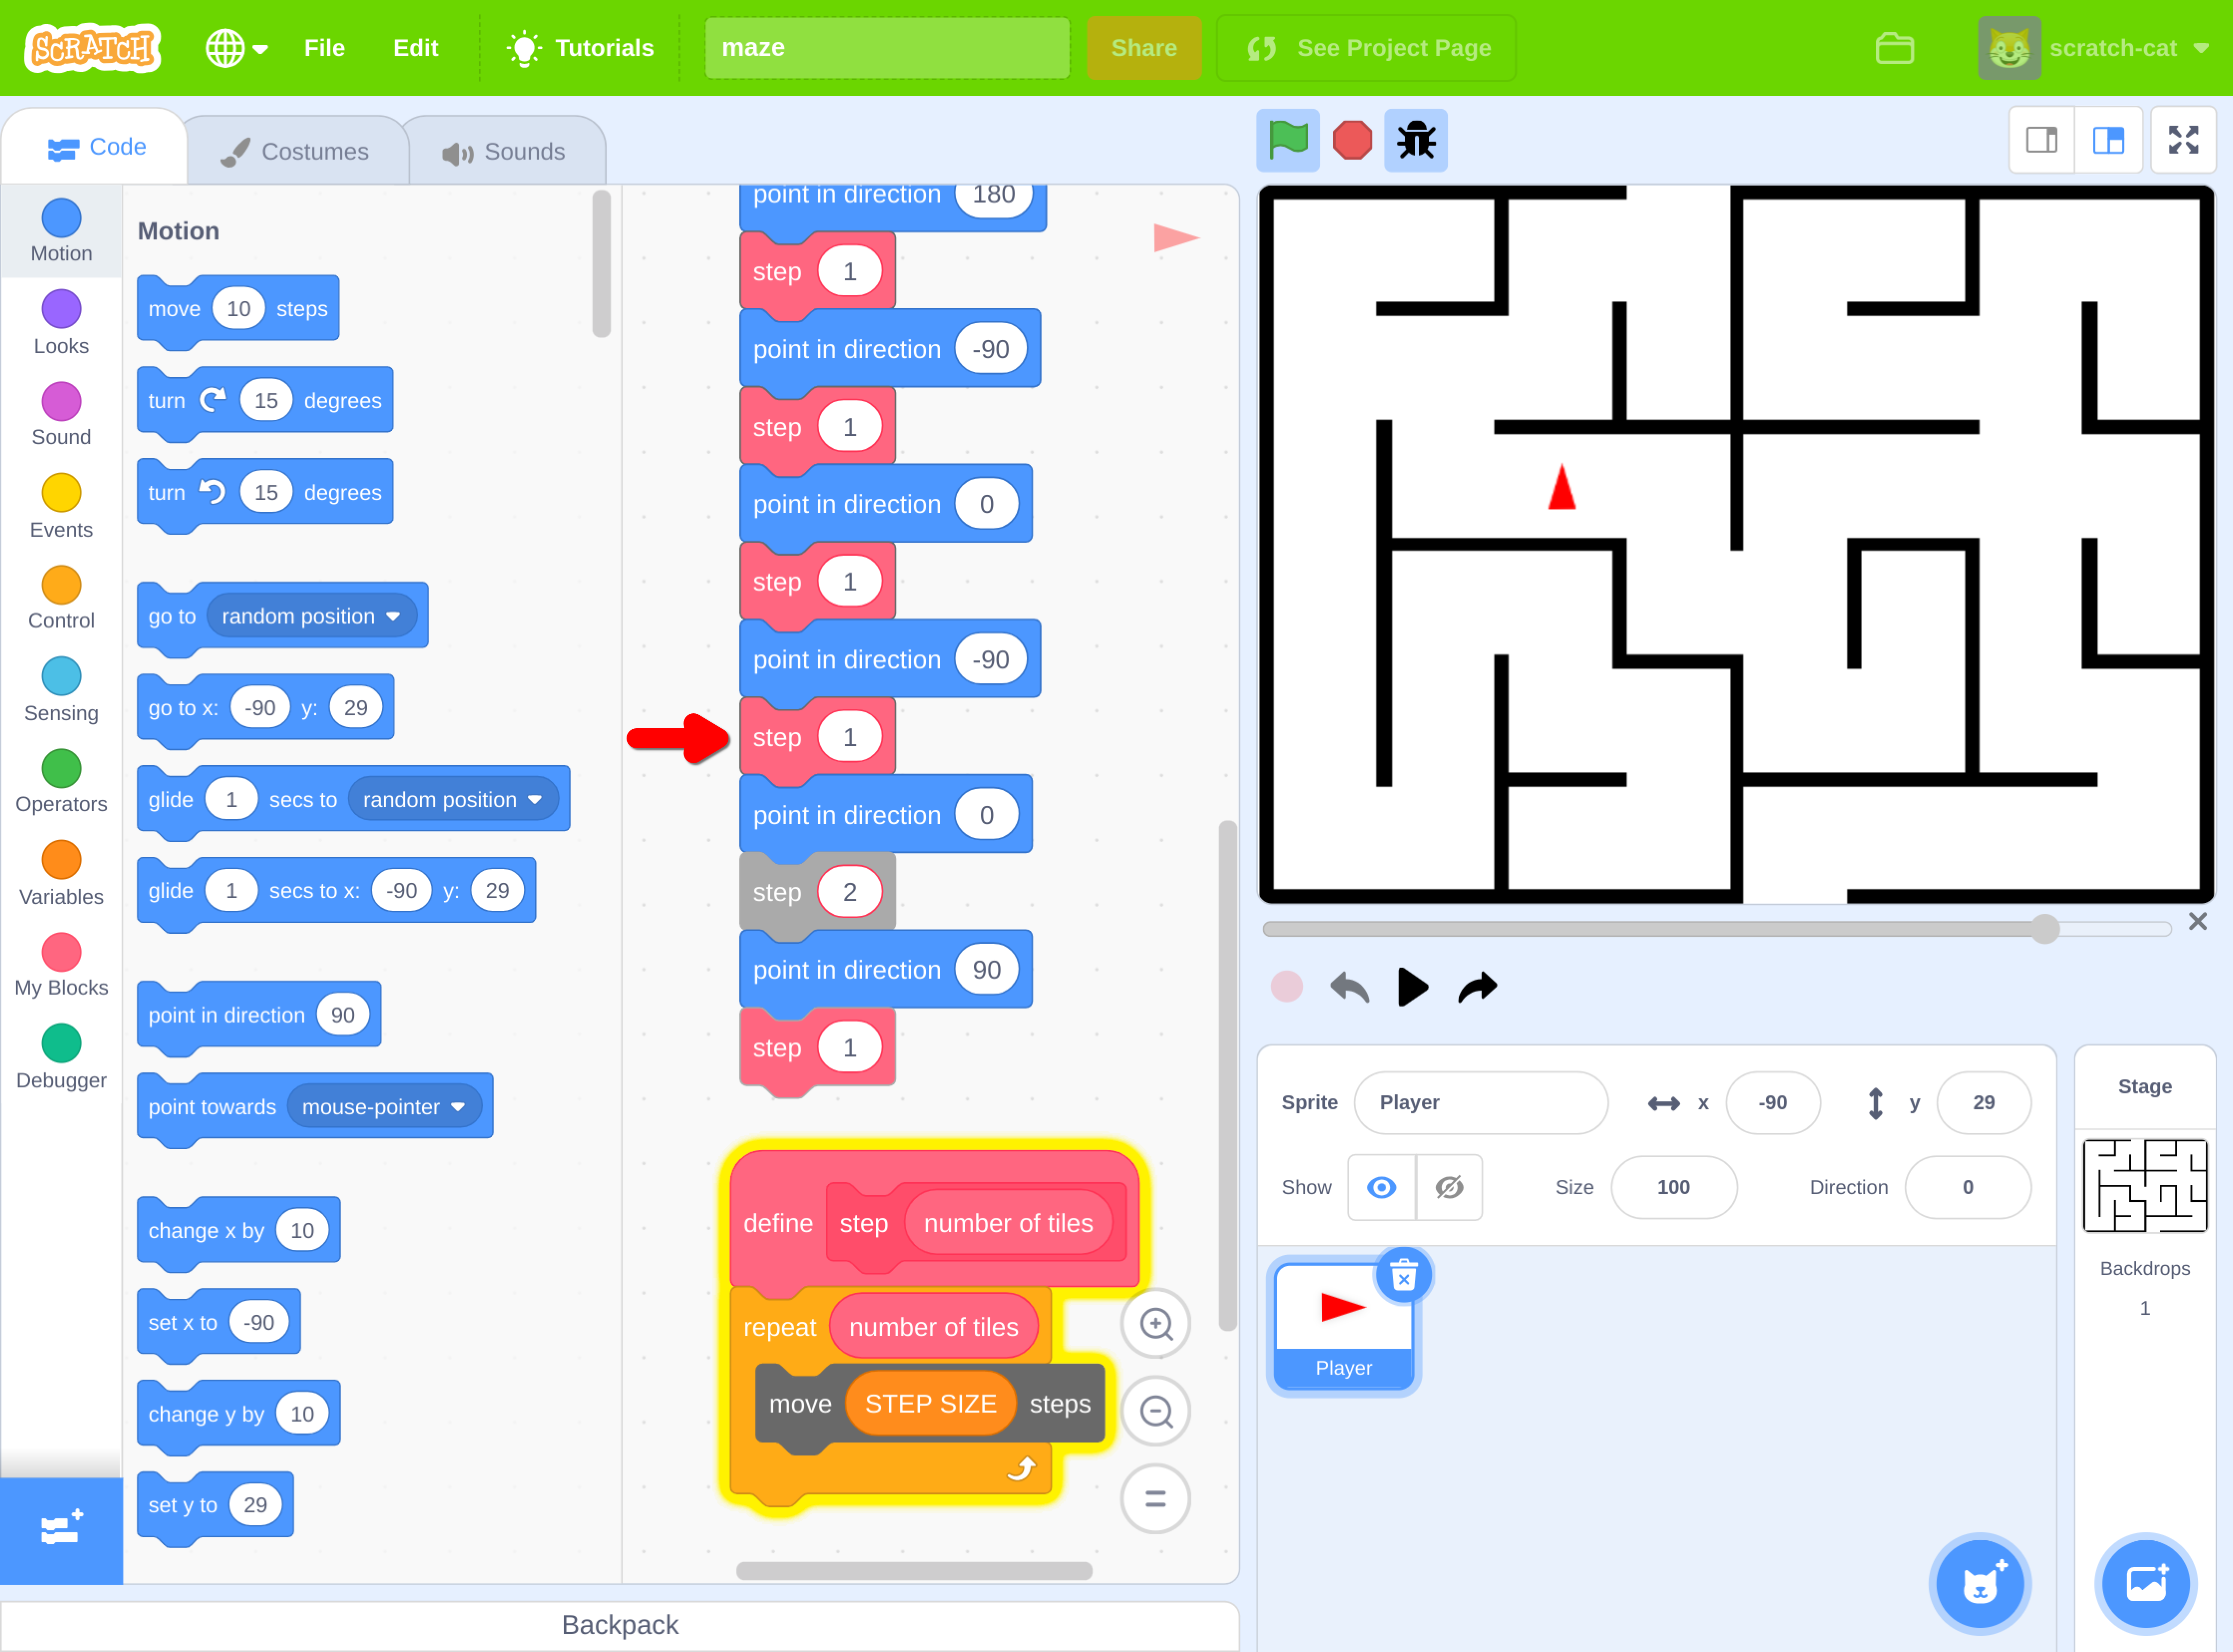 SCRATCH
File
Edit
Tutorials
maze
Share
See Project Page
scratch-cat
Code
Costumes
Sounds
Motion
Looks
Sound
Events
Control
Sensing
Operators
Variables
My Blocks
Debugger
Motion
move 10 steps
turn 15 degrees
turn 15 degrees
go to random position
go to x: -90 y: 29
glide 1 secs to random position
glide 1 secs to x: -90 y: 29
point in direction 90
point towards mouse-pointer
change x by 10
set x to -90
change y by 10
set y to 29
point in direction 180
step 1
point in direction -90
step 1
point in direction 0
step 1
point in direction -90
step 1
point in direction 0
step 2
point in direction 90
step 1
define step number of tiles
repeat number of tiles
move STEP SIZE steps
Backpack
Sprite Player x -90 y 29
Show Size 100 Direction 0
Player
Stage
Backdrops
1